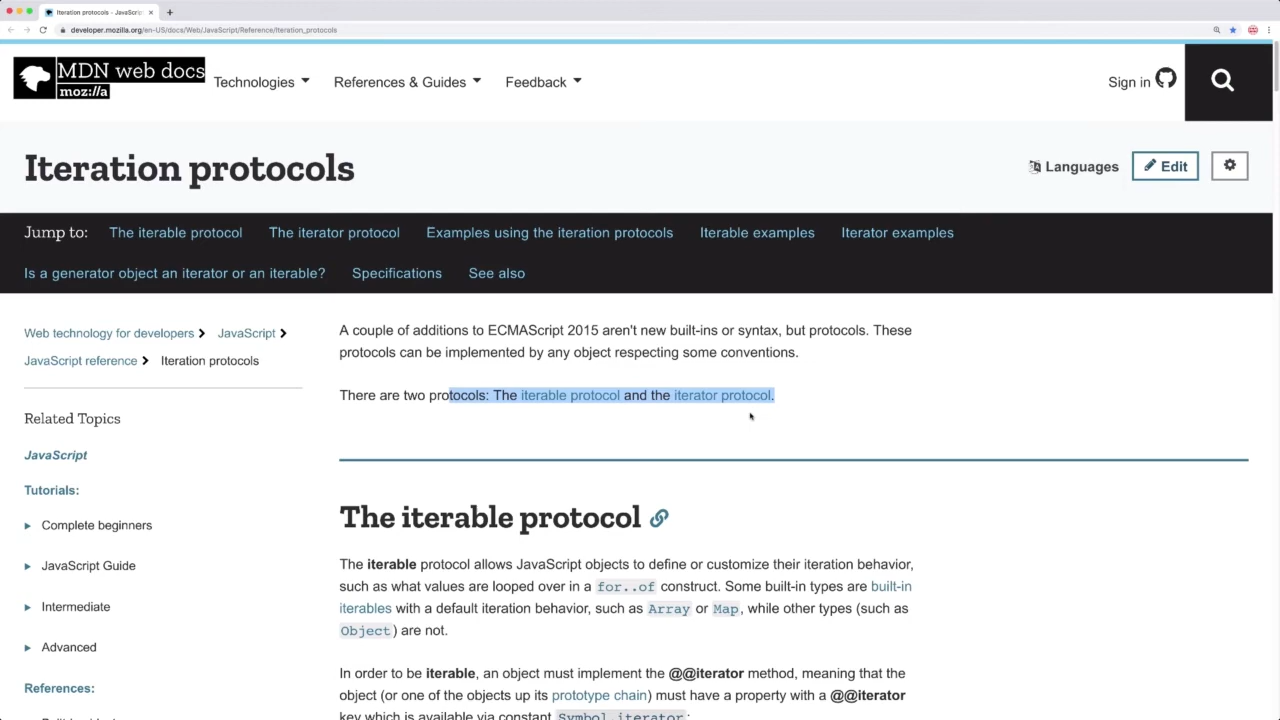 Iteration protocols - JavaScri
developer.mozilla.org/en-US/docs/Web/JavaScript/Reference/Iteration_protocols
MDN web docs
moz://a
Technologies
References & Guides
Feedback
Sign in
Iteration protocols
Languages
Edit
Jump to: The iterable protocol The iterator protocol Examples using the iteration protocols Iterable examples Iterator examples
Is a generator object an iterator or an iterable? Specifications See also
Web technology for developers JavaScript
JavaScript reference Iteration protocols
Related Topics
JavaScript
Tutorials:
Complete beginners
JavaScript Guide
Intermediate
Advanced
References:
A couple of additions to ECMAScript 2015 aren't new built-ins or syntax, but protocols. These
protocols can be implemented by any object respecting some conventions.
There are two protocols: The iterable protocol and the iterator protocol.
The iterable protocol
The iterable protocol allows JavaScript objects to define or customize their iteration behavior,
such as what values are looped over in a for..of construct. Some built-in types are built-in
iterables with a default iteration behavior, such as Array or Map, while other types (such as
Object) are not.
In order to be iterable, an object must implement the @@iterator method, meaning that the
object (or one of the objects up its prototype chain) must have a property with a @@iterator
key which is available via constant Symbol.iterator: